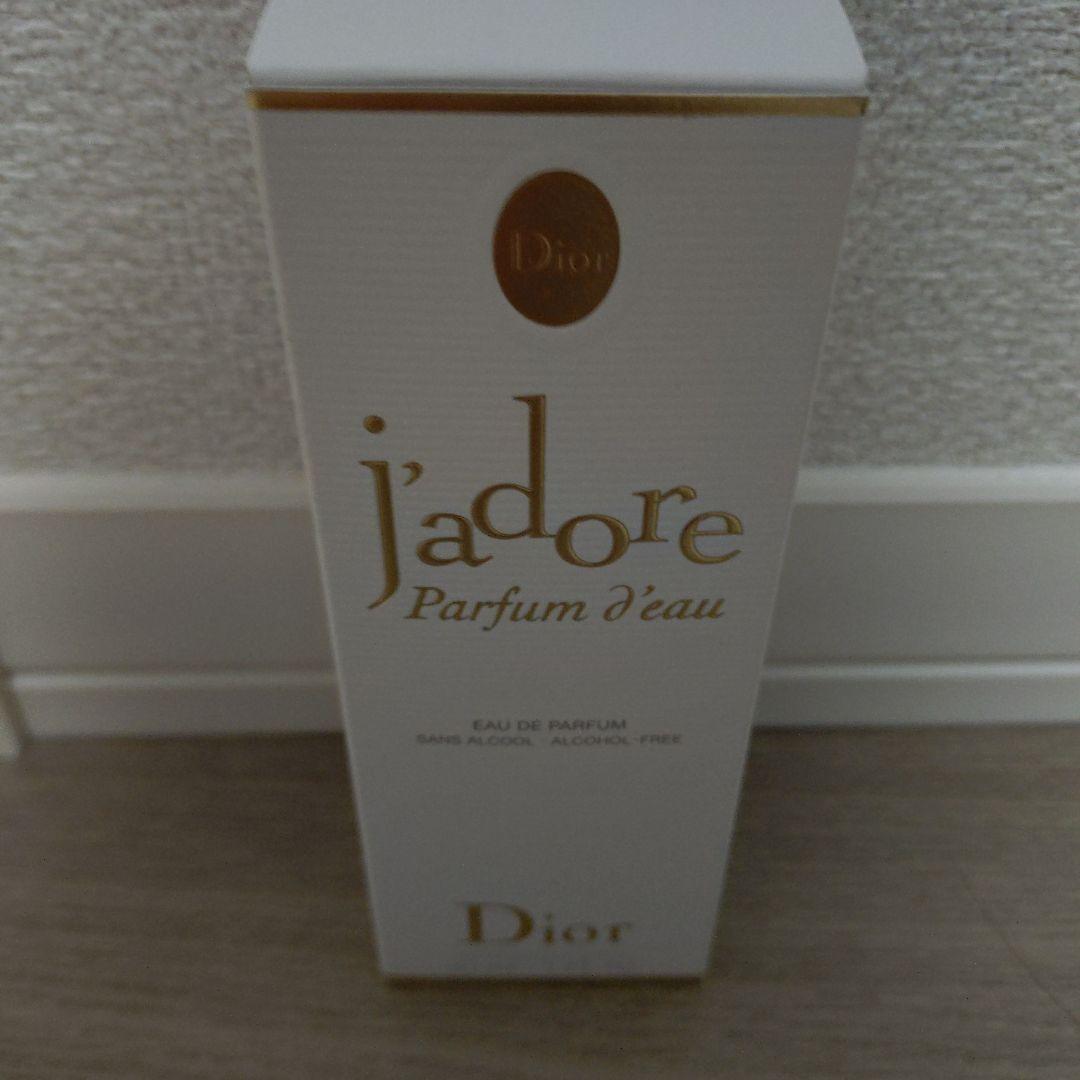 Dior
j'adore
Parfum d'eau
EAU DE PARFUM
SANS ALCOOL · ALCOHOL-FREE
Dior